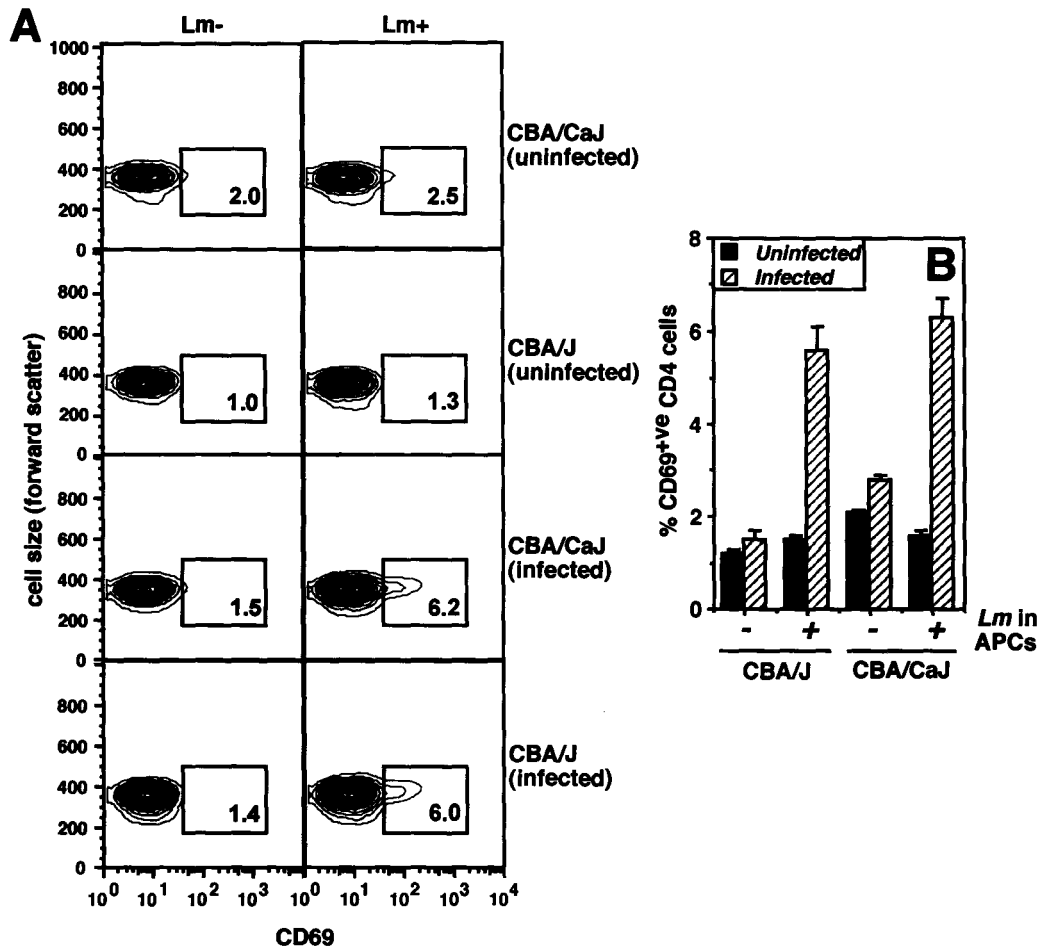 A
Lm-
Lm+
1000
800
600
400
200
0
2.0
2.5
CBA/CaJ
(uninfected)
800
600
400
200
0
1.0
1.3
CBA/J
(uninfected)
800
600
400
200
0
1.5
6.2
CBA/CaJ
(infected)
800
600
400
200
0
1.4
6.0
CBA/J
(infected)
cell size (forward scatter)
10^0 10^1 10^2 10^3 10^0 10^1 10^2 10^3 10^4
CD69
B
Uninfected
Infected
8
6
4
2
0
% CD69+ve CD4 cells
- + - +
Lm in
APCs
CBA/J CBA/CaJ